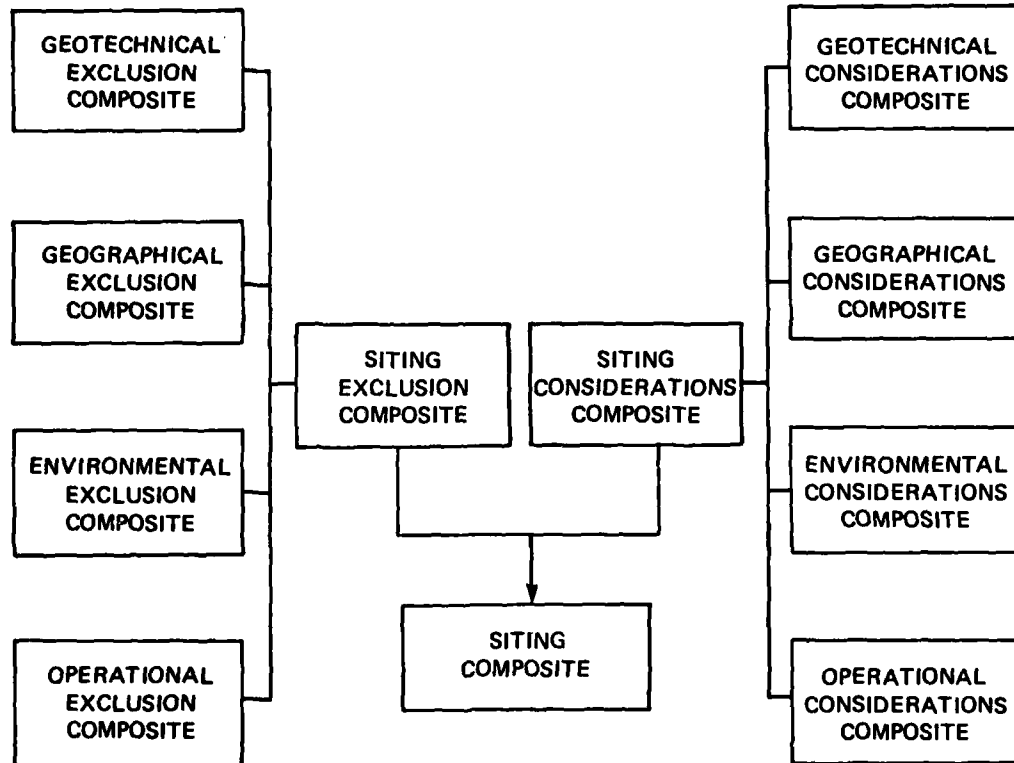 GEOTECHNICAL
EXCLUSION
COMPOSITE
GEOGRAPHICAL
EXCLUSION
COMPOSITE
ENVIRONMENTAL
EXCLUSION
COMPOSITE
OPERATIONAL
EXCLUSION
COMPOSITE
SITING
EXCLUSION
COMPOSITE
SITING
CONSIDERATIONS
COMPOSITE
SITING
COMPOSITE
GEOTECHNICAL
CONSIDERATIONS
COMPOSITE
GEOGRAPHICAL
CONSIDERATIONS
COMPOSITE
ENVIRONMENTAL
CONSIDERATIONS
COMPOSITE
OPERATIONAL
CONSIDERATIONS
COMPOSITE